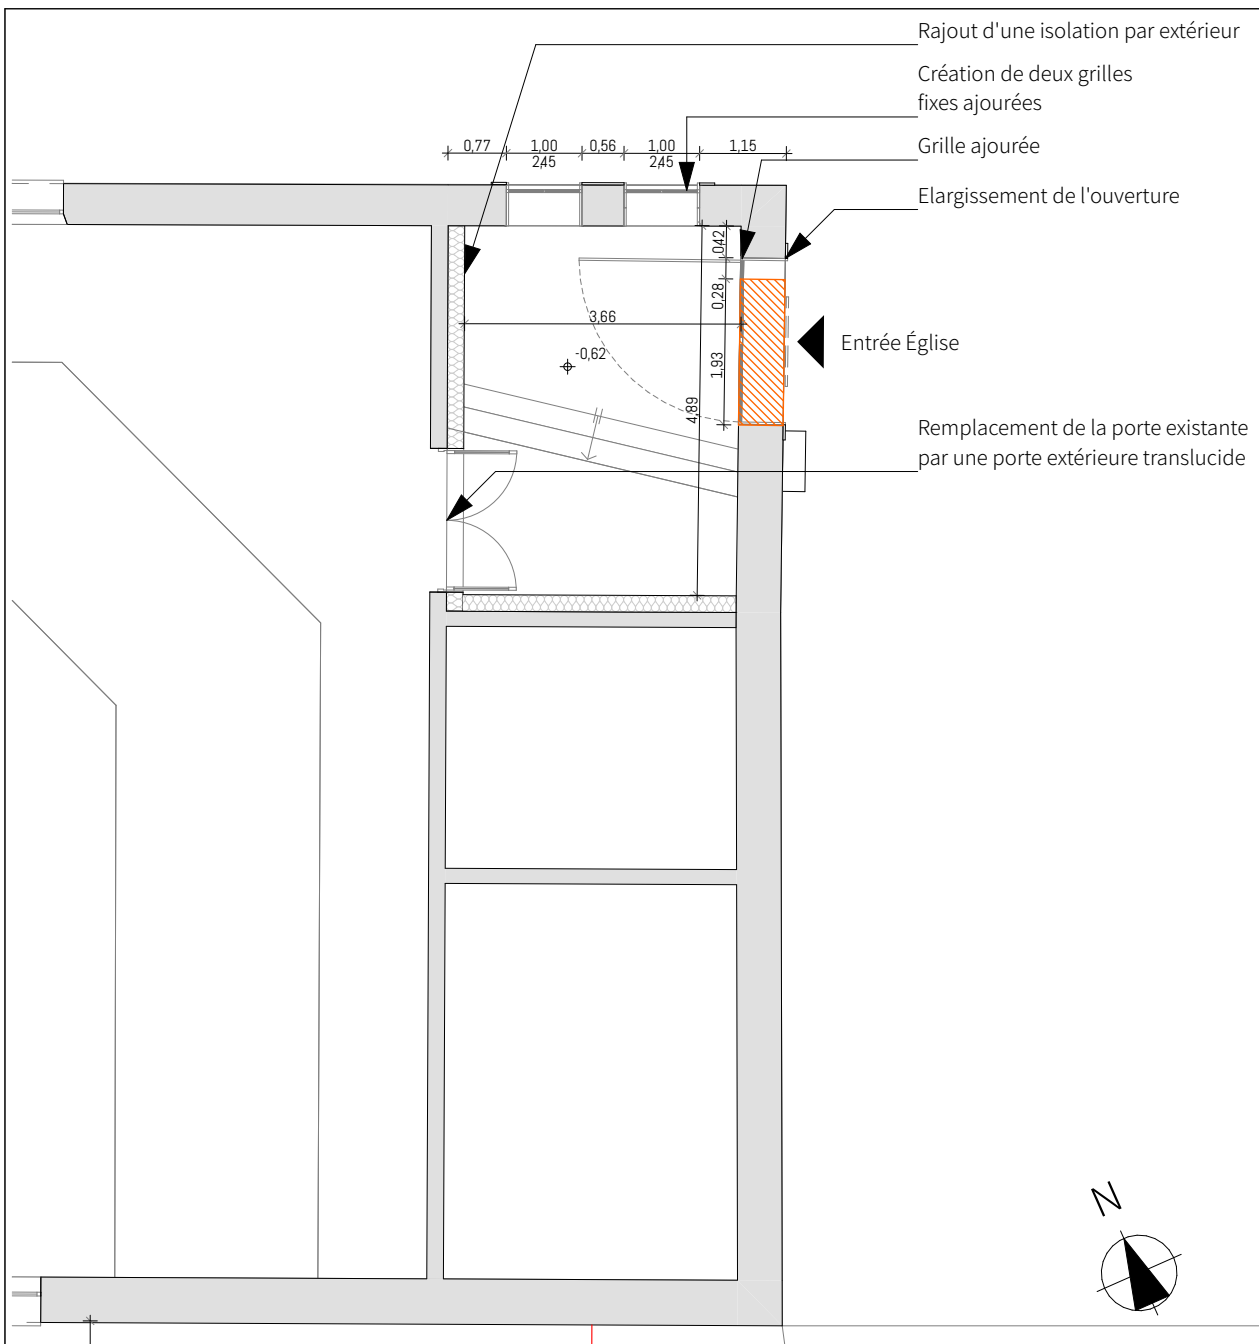 Rajout d'une isolation par extérieur
Création de deux grilles
fixes ajourées
Grille ajourée
Elargissement de l'ouverture
0,77 1,00 0,56 1,00 1,15
2,45 2,45
0,42
0,28
3,66
-0,62
1,93
4,89
Entrée Église
Remplacement de la porte existante
par une porte extérieure translucide
N